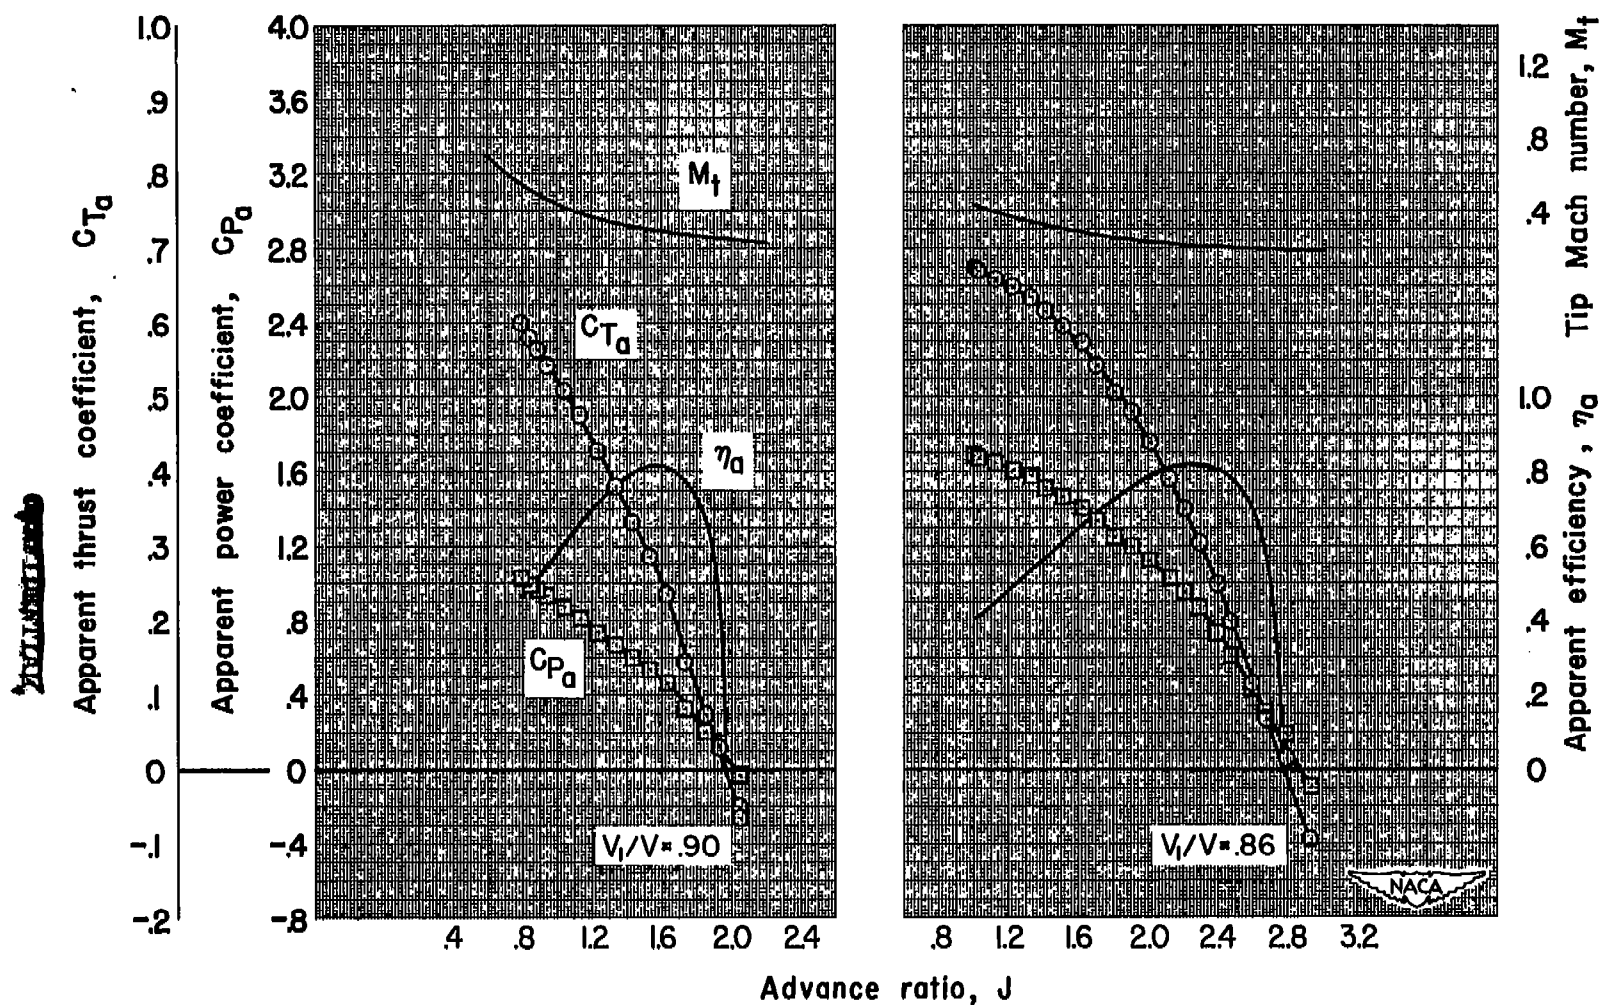 Apparent thrust coefficient, CTa
1.0
.9
.8
.7
.6
.5
.4
.3
.2
.1
0
-.1
-.2
Apparent power coefficient, CPa
4.0
3.6
3.2
2.8
2.4
2.0
1.6
1.2
.8
.4
0
-.4
-.8
Mt
CTa
ηa
CPa
V1/V=.90
.4 .8 1.2 1.6 2.0 2.4
V1/V=.86
NACA
.8 1.2 1.6 2.0 2.4 2.8 3.2
Tip Mach number, Mt
1.2
.8
.4
Apparent efficiency, ηa
1.0
.8
.6
.4
.2
0
Advance ratio, J